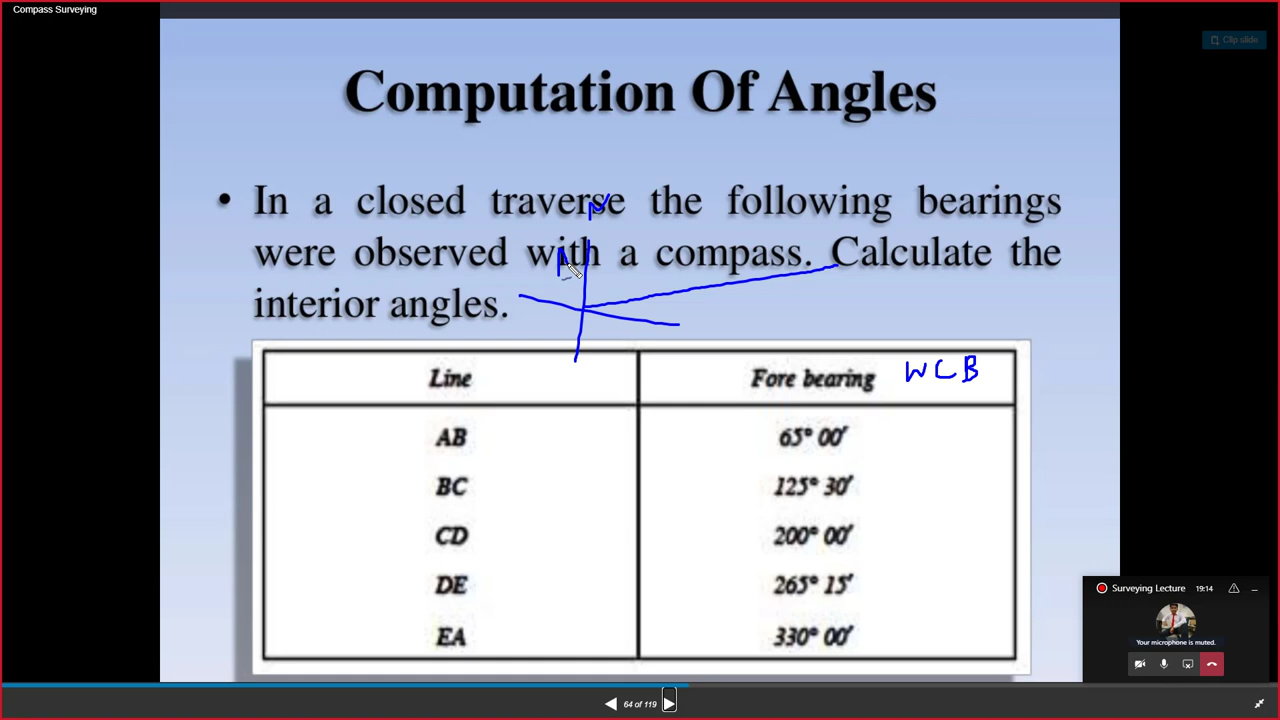 Compass Surveying
Clip slide
Computation Of Angles
• In a closed traverse the following bearings
were observed with a compass. Calculate the
interior angles.
N
Line Fore bearing WCB
AB 65° 00′
BC 125° 30′
CD 200° 00′
DE 265° 15′
EA 330° 00′
Surveying Lecture 19:14
Your microphone is muted.
64 of 119